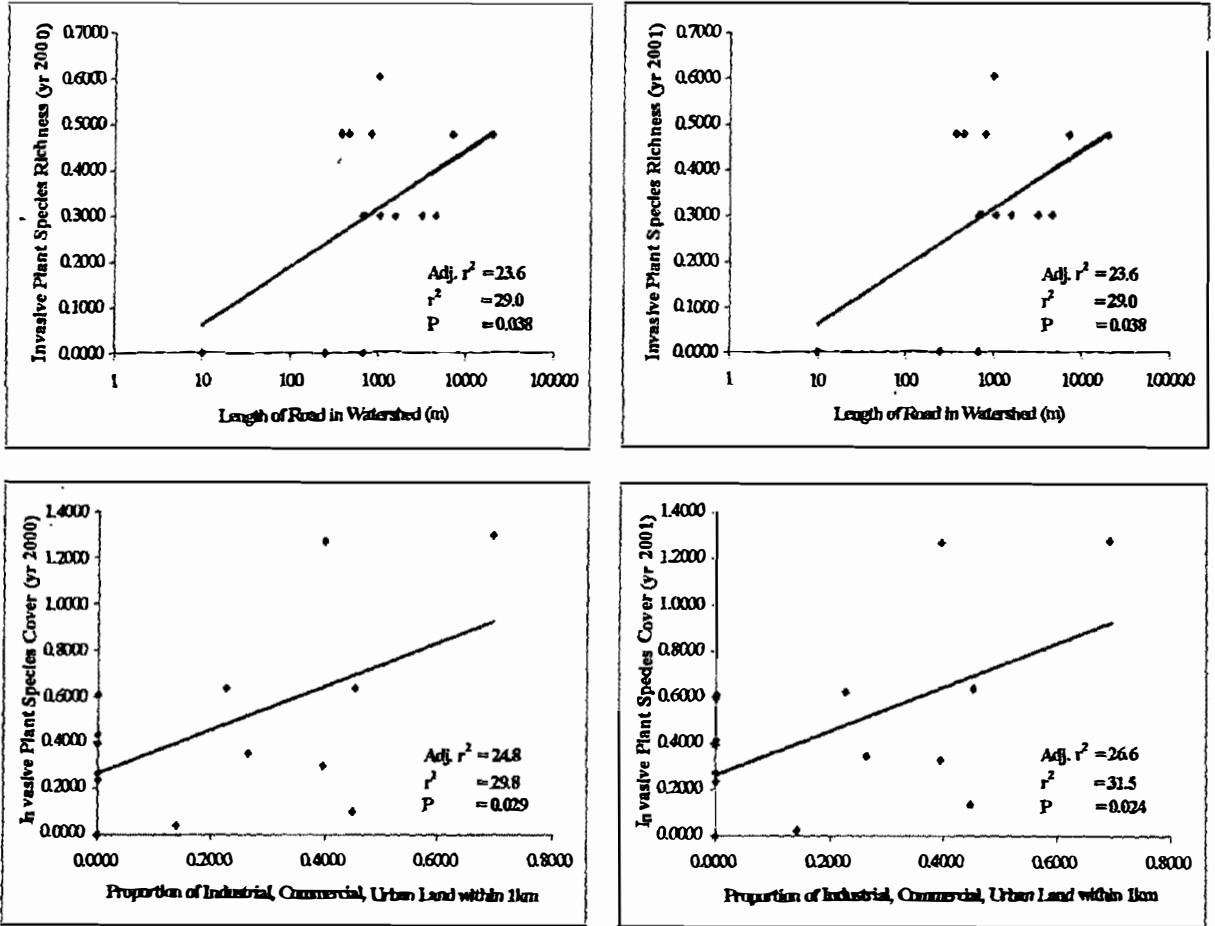 Invasive Plant Species Richness (yr 2000)
0.7000
0.6000
0.5000
0.4000
0.3000
0.2000
0.1000
0.0000
Adj. r² =23.6
r² =29.0
P =0.038
1 10 100 1000 10000 100000
Length of Road in Watershed (m)
Invasive Plant Species Richness (yr 2001)
0.7000
0.6000
0.5000
0.4000
0.3000
0.2000
0.1000
0.0000
Adj. r² =23.6
r² =29.0
P =0.038
1 10 100 1000 10000 100000
Length of Road in Watershed (m)
Invasive Plant Species Cover (yr 2000)
1.4000
1.2000
1.0000
0.8000
0.6000
0.4000
0.2000
0.0000
Adj. r² =24.8
r² =29.8
P =0.029
0.0000 0.2000 0.4000 0.6000 0.8000
Proportion of Industrial, Commercial, Urban Land within 1km
Invasive Plant Species Cover (yr 2001)
1.4000
1.2000
1.0000
0.8000
0.6000
0.4000
0.2000
0.0000
Adj. r² =26.6
r² =31.5
P =0.024
0.0000 0.2000 0.4000 0.6000 0.8000
Proportion of Industrial, Commercial, Urban Land within 1km